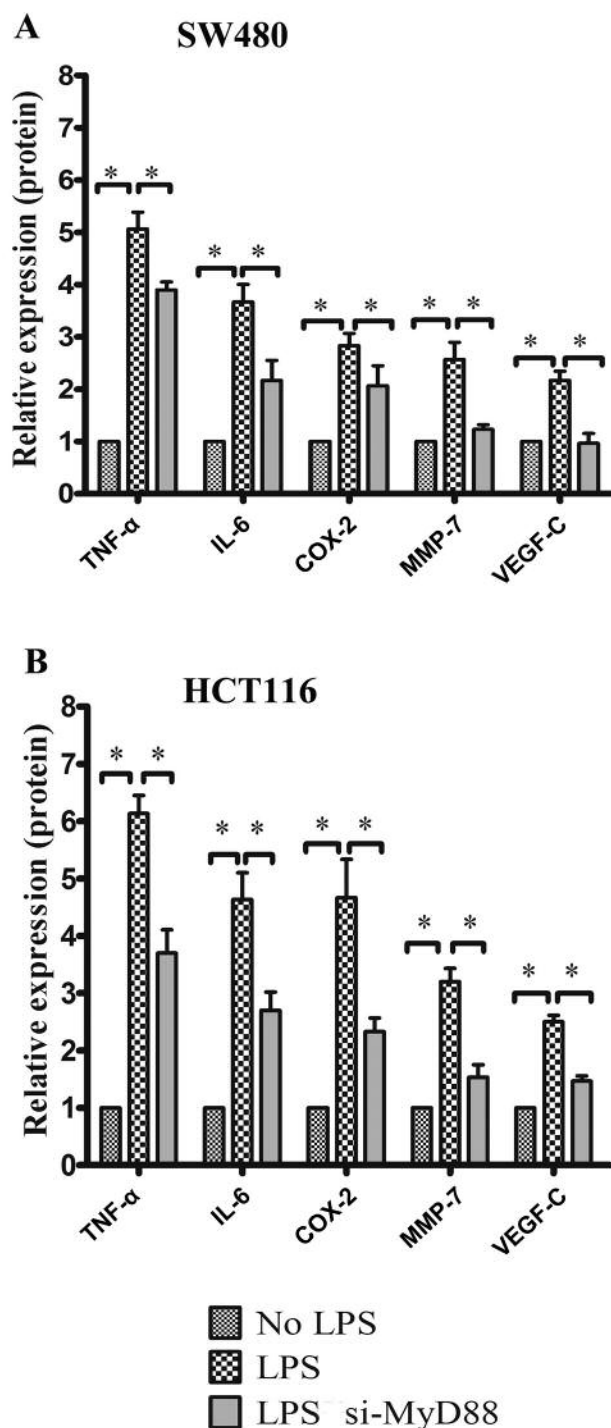 A
SW480
Relative expression (protein)
8
7
6
5
4
3
2
1
0
* *
* *
* *
* *
* *
TNF-α
IL-6
COX-2
MMP-7
VEGF-C
B
HCT116
Relative expression (protein)
8
7
6
5
4
3
2
1
0
* *
* *
* *
* *
* *
TNF-α
IL-6
COX-2
MMP-7
VEGF-C
No LPS
LPS
LPS si-MyD88